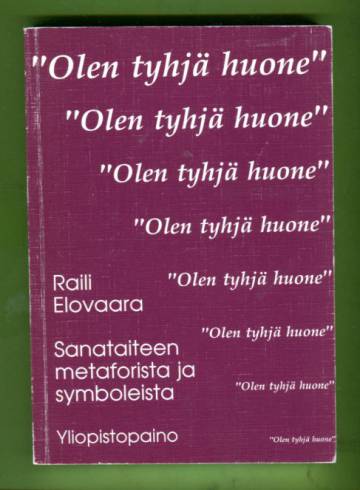 "Olen tyhjä huone"
"Olen tyhjä huone"
"Olen tyhjä huone"
"Olen tyhjä huone"
"Olen tyhjä huone"
"Olen tyhjä huone"
"Olen tyhjä huone"
"Olen tyhjä huone"
Raili
Elovaara
Sanataiteen
metaforista ja
symboleista
Yliopistopaino